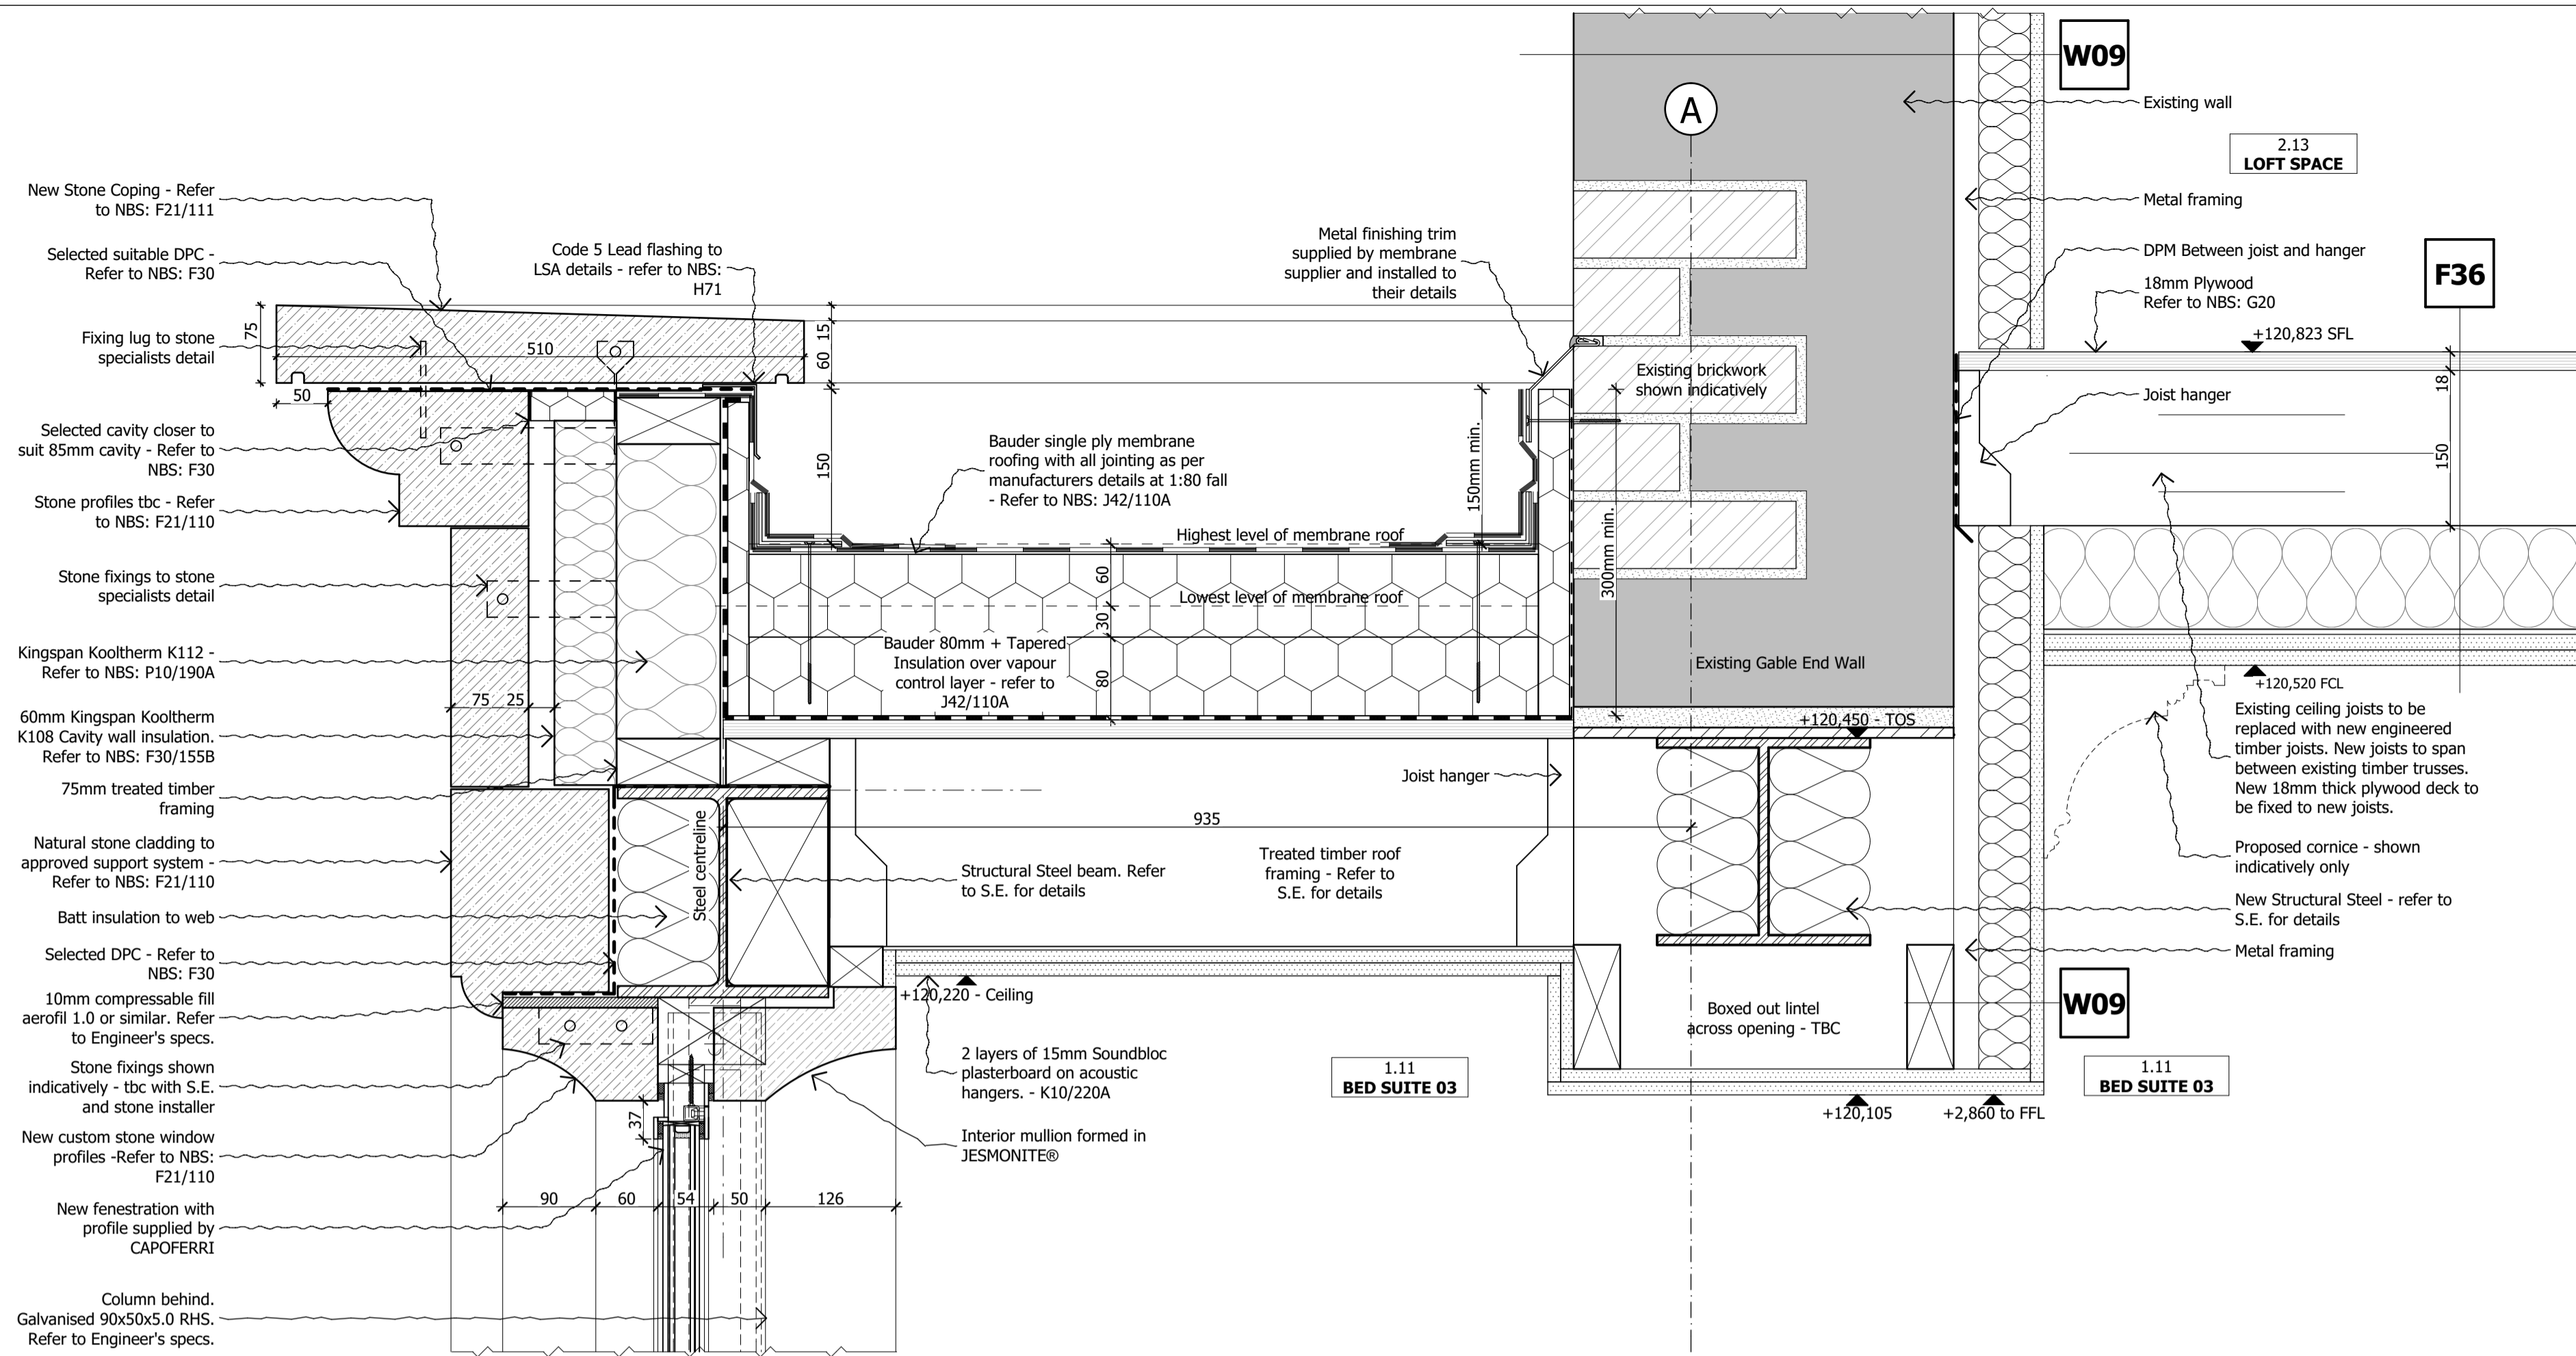 New Stone Coping - Refer
to NBS: F21/111
Selected suitable DPC -
Refer to NBS: F30
Fixing lug to stone
specialists detail
Selected cavity closer to
suit 85mm cavity - Refer to
NBS: F30
Stone profiles tbc - Refer
to NBS: F21/110
Stone fixings to stone
specialists detail
Kingspan Kooltherm K112 -
Refer to NBS: P10/190A
60mm Kingspan Kooltherm
K108 Cavity wall insulation.
Refer to NBS: F30/155B
75mm treated timber
framing
Natural stone cladding to
approved support system -
Refer to NBS: F21/110
Batt insulation to web
Selected DPC - Refer to
NBS: F30
10mm compressable fill
aerofil 1.0 or similar. Refer
to Engineer's specs.
Stone fixings shown
indicatively - tbc with S.E.
and stone installer
New custom stone window
profiles -Refer to NBS:
F21/110
New fenestration with
profile supplied by
CAPOFERRI
Column behind.
Galvanised 90x50x5.0 RHS.
Refer to Engineer's specs.
Code 5 Lead flashing to
LSA details - refer to NBS:
H71
75
510
15
60
50
150
75
25
Bauder single ply membrane
roofing with all jointing as per
manufacturers details at 1:80 fall
- Refer to NBS: J42/110A
Metal finishing trim
supplied by membrane
supplier and installed to
their details
150mm min.
300mm min.
Highest level of membrane roof
Lowest level of membrane roof
60
30
80
Bauder 80mm + Tapered
Insulation over vapour
control layer - refer to
J42/110A
Steel centreline
935
Joist hanger
Structural Steel beam. Refer
to S.E. for details
Treated timber roof
framing - Refer to
S.E. for details
+120,220 - Ceiling
2 layers of 15mm Soundbloc
plasterboard on acoustic
hangers. - K10/220A
Interior mullion formed in
JESMONITE®
37
90
60
54
50
126
1.11
BED SUITE 03
A
Existing brickwork
shown indicatively
Existing Gable End Wall
+120,450 - TOS
Boxed out lintel
across opening - TBC
+120,105
+2,860 to FFL
W09
Existing wall
2.13
LOFT SPACE
Metal framing
DPM Between joist and hanger
18mm Plywood
Refer to NBS: G20
F36
+120,823 SFL
18
150
Joist hanger
+120,520 FCL
Existing ceiling joists to be
replaced with new engineered
timber joists. New joists to span
between existing timber trusses.
New 18mm thick plywood deck to
be fixed to new joists.
Proposed cornice - shown
indicatively only
New Structural Steel - refer to
S.E. for details
Metal framing
W09
1.11
BED SUITE 03